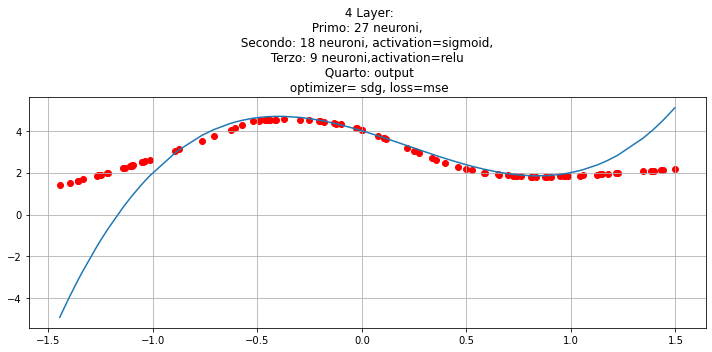 4 Layer:
Primo: 27 neuroni,
Secondo: 18 neuroni, activation=sigmoid,
Terzo: 9 neuroni,activation=relu
Quarto: output
optimizer= sdg, loss=mse
4
2
0
−2
−4
−1.5 −1.0 −0.5 0.0 0.5 1.0 1.5